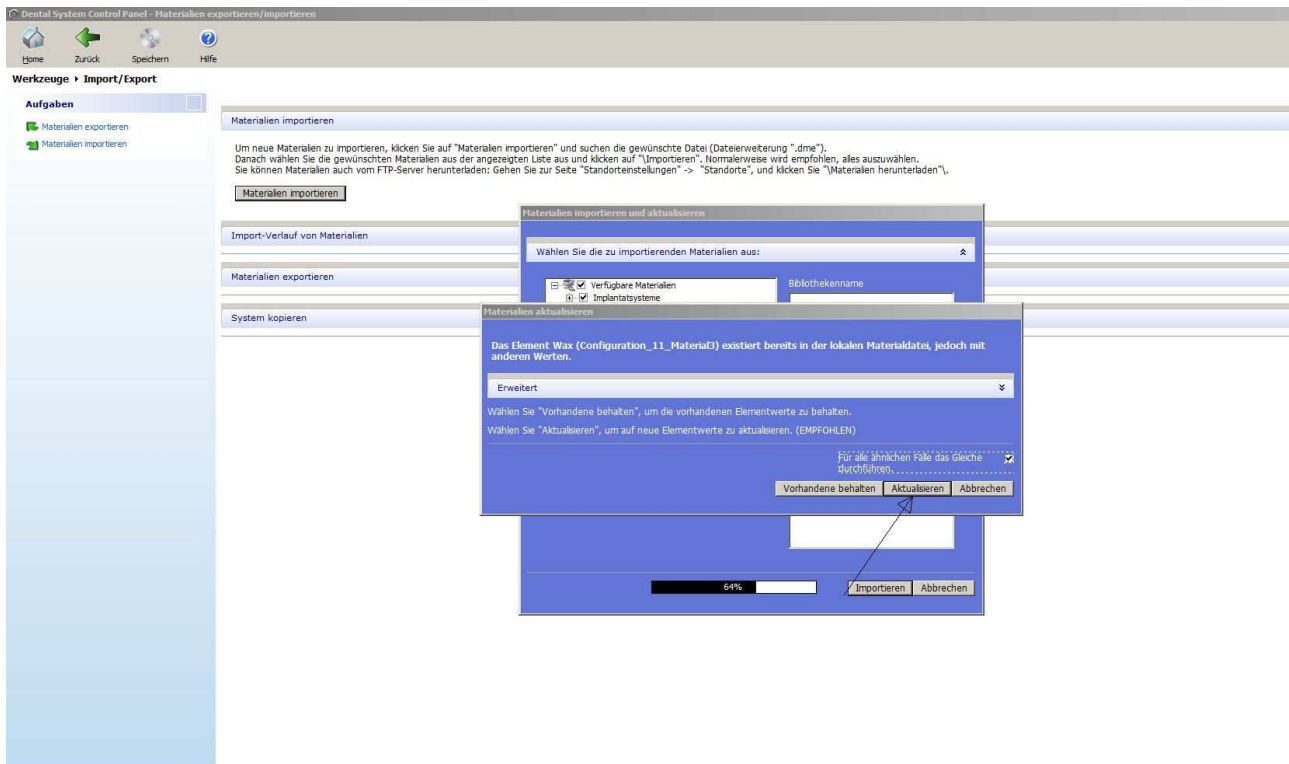 Dental System Control Panel - Materialien exportieren/importieren
Home Zurück Speichern Hilfe
Werkzeuge ▸ Import/Export
Aufgaben
Materialien exportieren
Materialien importieren
Materialien importieren
Um neue Materialien zu importieren, klicken Sie auf "Materialien importieren" und suchen die gewünschte Datei (Dateierweiterung ".dme").
Danach wählen Sie die gewünschten Materialien aus der angezeigten Liste aus und klicken auf "\Importieren". Normalerweise wird empfohlen, alles auszuwählen.
Sie können Materialien auch vom FTP-Server herunterladen: Gehen Sie zur Seite "Standorteinstellungen" -> "Standorte", und klicken Sie "\Materialien herunterladen"\.
Materialien importieren
Import-Verlauf von Materialien
Materialien exportieren
System kopieren
Materialien importieren und aktualisieren
Wählen Sie die zu importierenden Materialien aus:
Verfügbare Materialien
Implantatsysteme
Bibliothekenname
Materialien aktualisieren
Das Element Wax (Configuration_11_Material3) existiert bereits in der lokalen Materialdatei, jedoch mit
anderen Werten.
Erweitert
Wählen Sie "Vorhandene behalten", um die vorhandenen Elementwerte zu behalten.
Wählen Sie "Aktualisieren", um auf neue Elementwerte zu aktualisieren. (EMPFOHLEN)
Für alle ähnlichen Fälle das Gleiche
durchführen.
Vorhandene behalten Aktualisieren Abbrechen
64%
Importieren Abbrechen